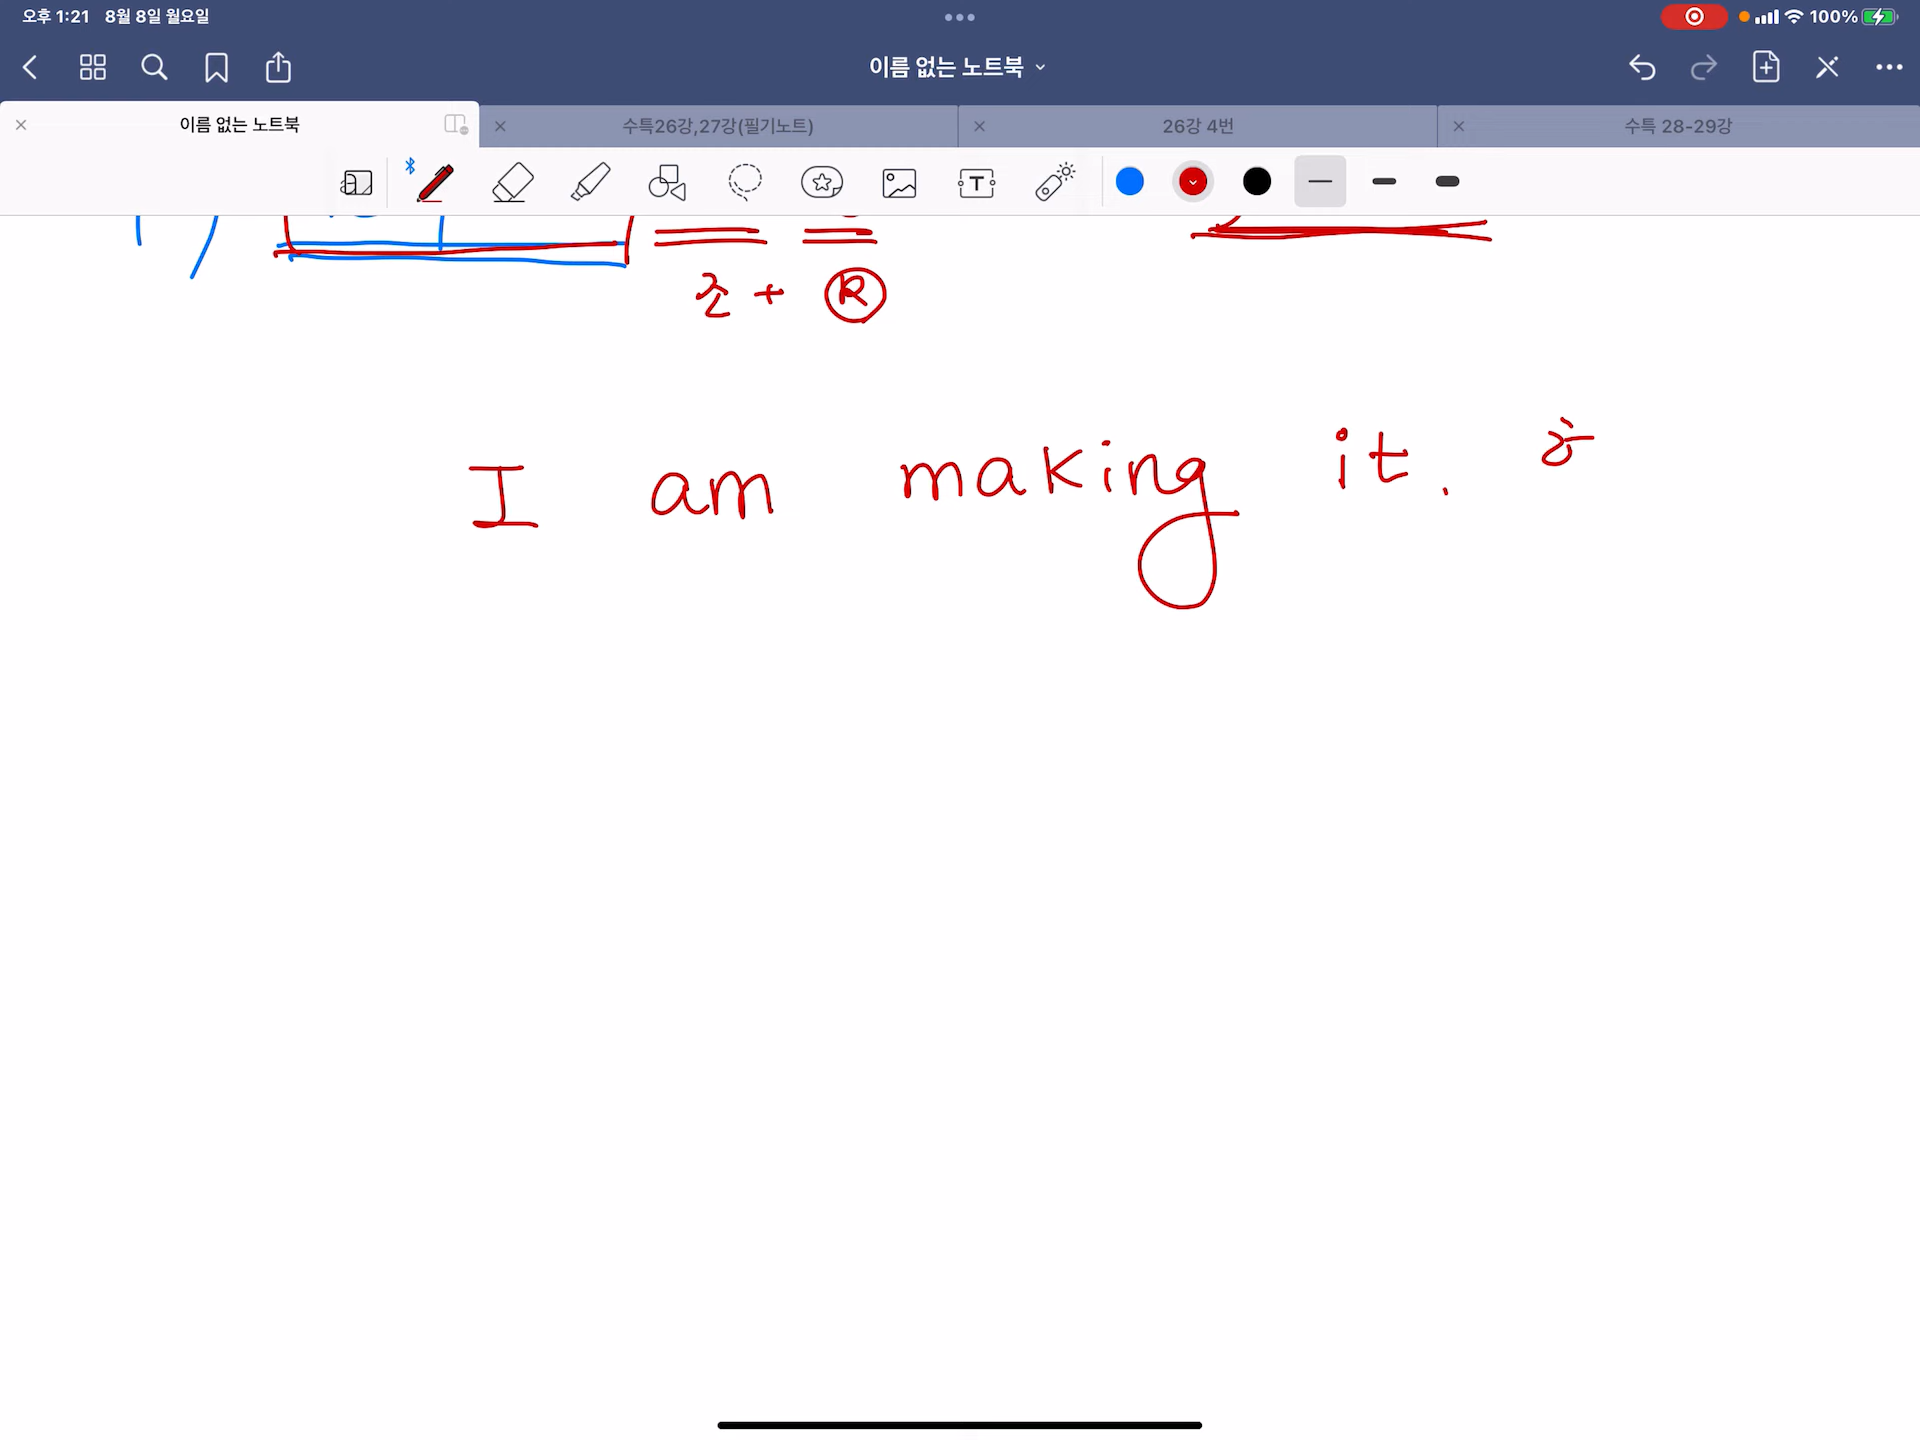 오후 1:21 8월 8일 월요일
100%
이름 없는 노트북
이름 없는 노트북
수특26강,27강(필기노트)
26강 4번
수특 28-29강
조 + R
I am making it.